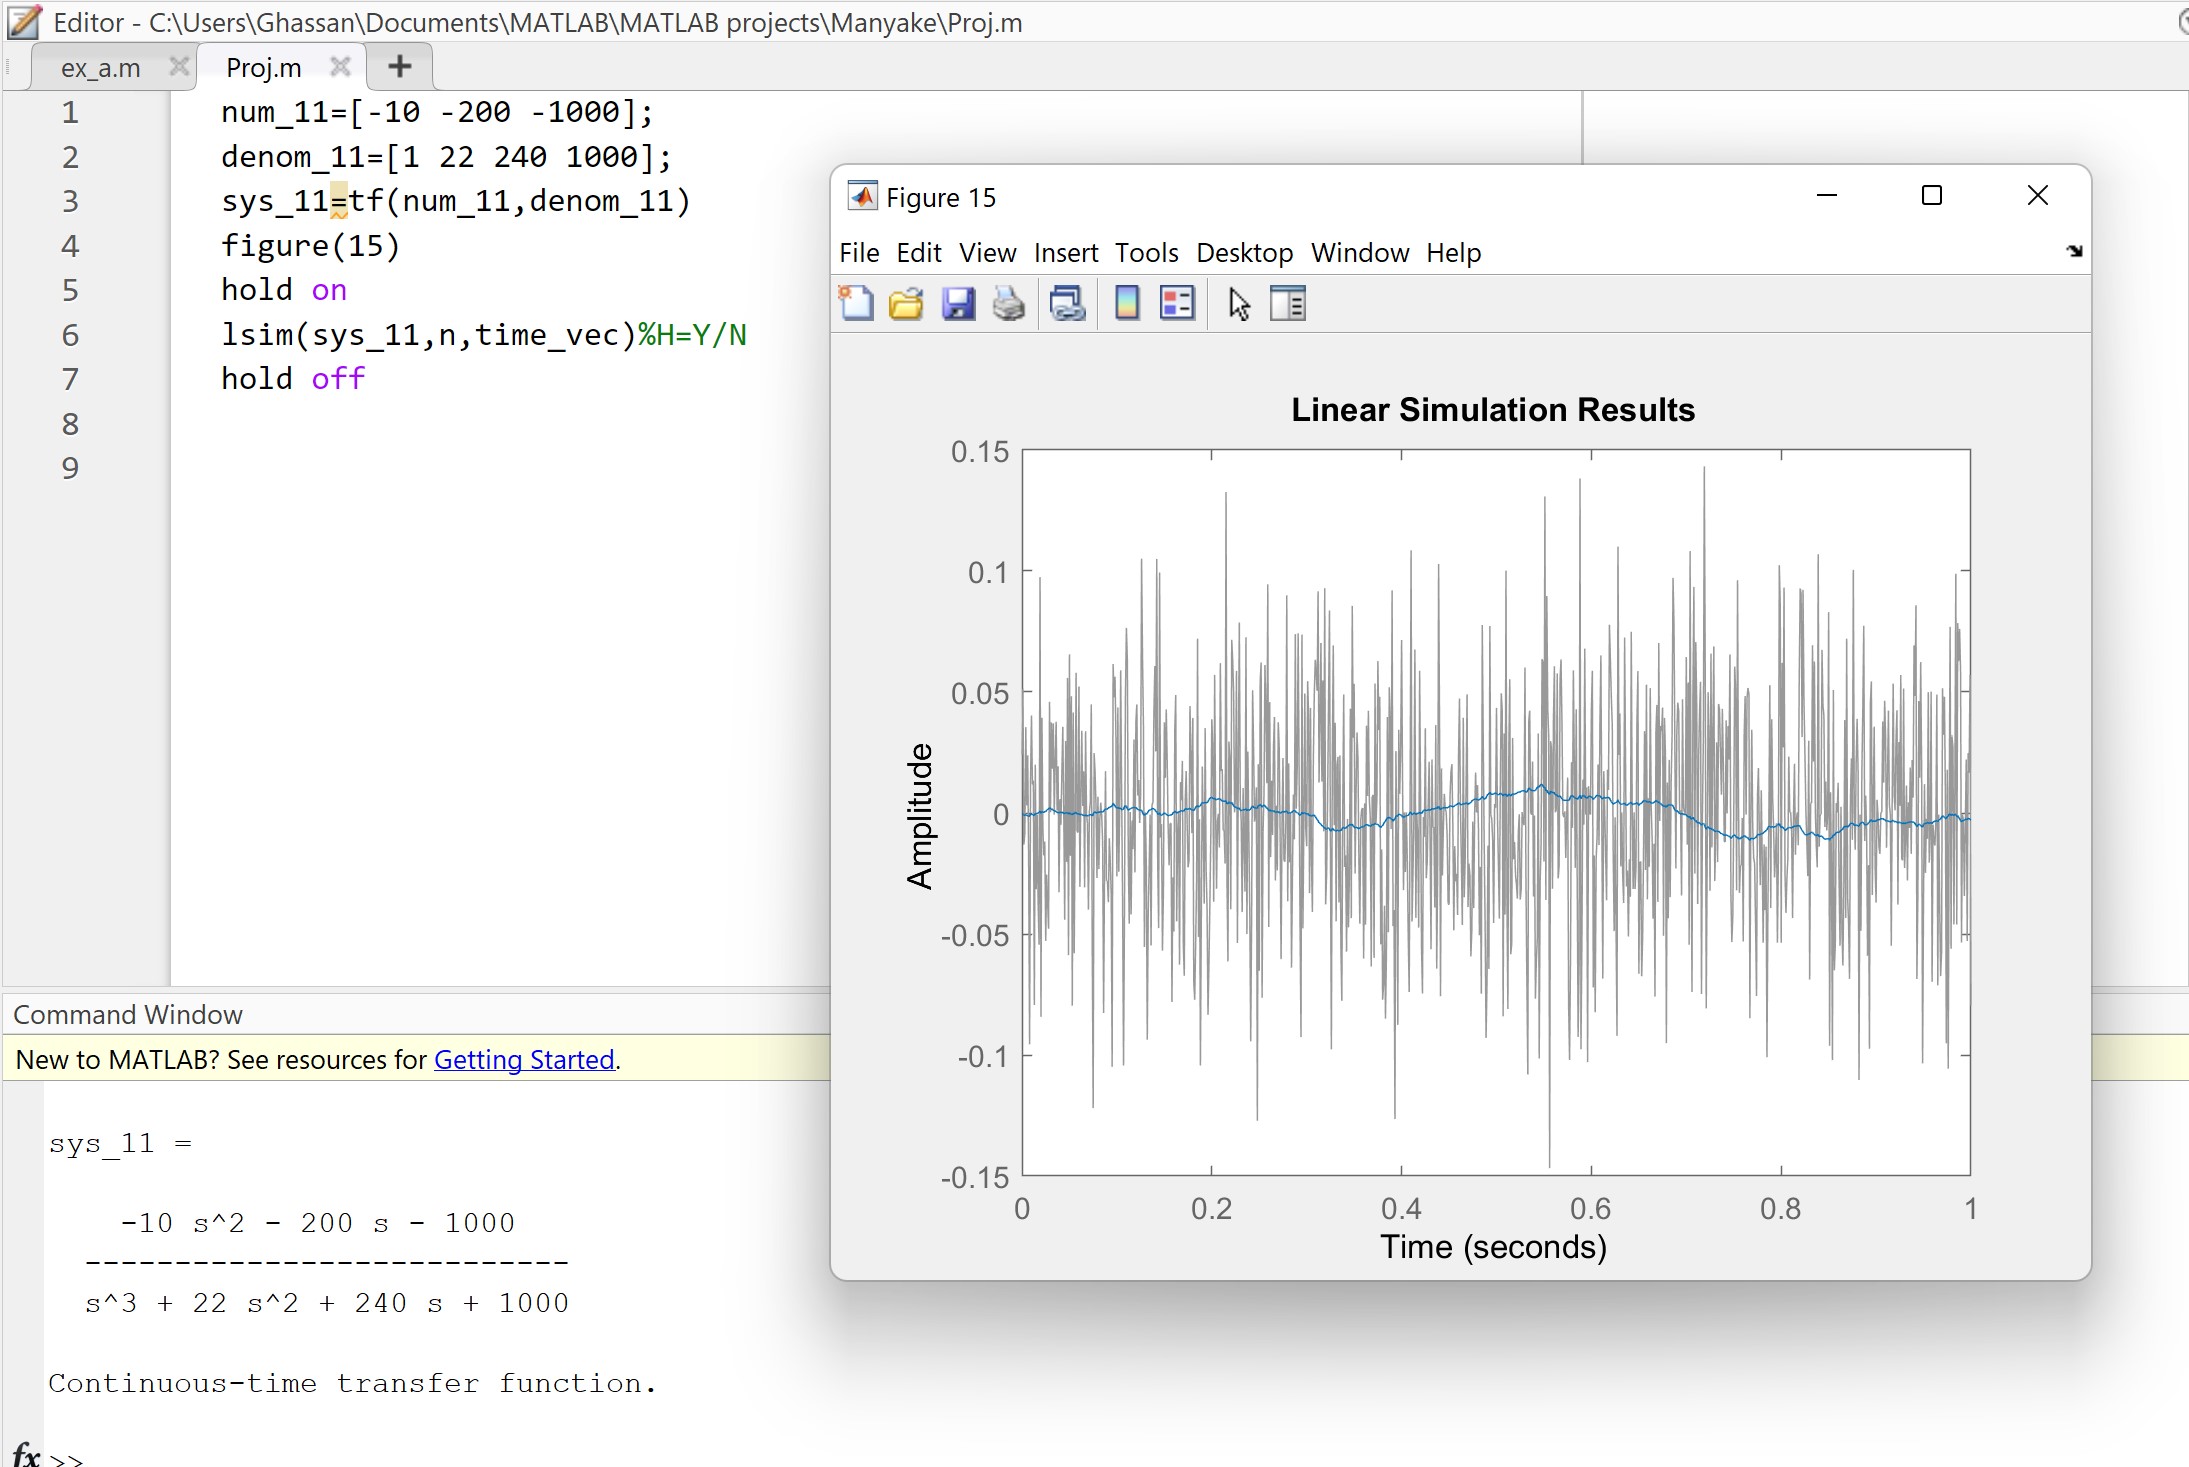 Editor - C:\Users\Ghassan\Documents\MATLAB\MATLAB projects\Manyake\Proj.m
ex_a.m Proj.m +
1 num_11=[-10 -200 -1000];
2 denom_11=[1 22 240 1000];
3 sys_11=tf(num_11,denom_11)
4 figure(15)
5 hold on
6 lsim(sys_11,n,time_vec)%H=Y/N
7 hold off
8
9
Figure 15
File Edit View Insert Tools Desktop Window Help
Linear Simulation Results
0.15
0.1
0.05
0
-0.05
-0.1
-0.15
Amplitude
0 0.2 0.4 0.6 0.8 1
Time (seconds)
Command Window
New to MATLAB? See resources for Getting Started.
sys_11 =
-10 s^2 - 200 s - 1000
---------------------------
s^3 + 22 s^2 + 240 s + 1000
Continuous-time transfer function.
fx >>